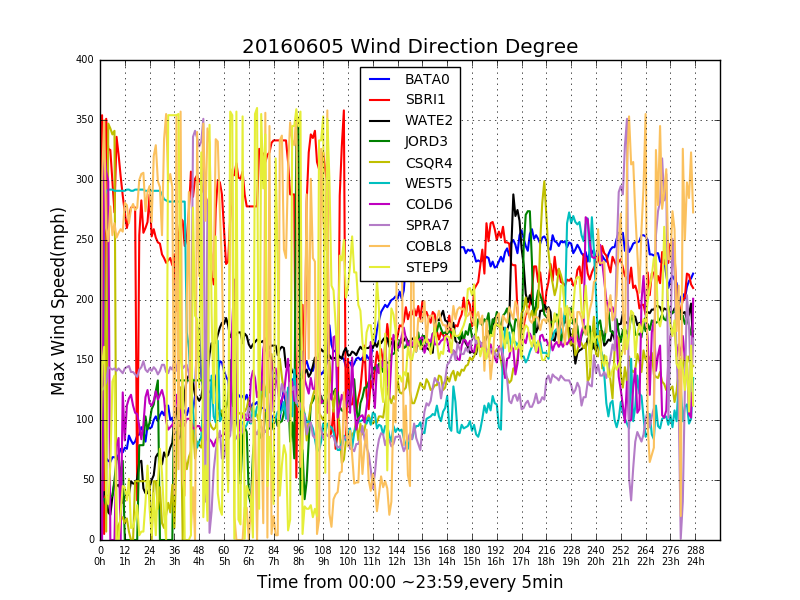 20160605 Wind Direction Degree
400
350
300
250
200
150
100
50
0
Max Wind Speed(mph)
BATA0
SBRI1
WATE2
JORD3
CSQR4
WEST5
COLD6
SPRA7
COBL8
STEP9
0 12 24 36 48 60 72 84 96 108 120 132 144 156 168 180 192 204 216 228 240 252 264 276 288
0h 1h 2h 3h 4h 5h 6h 7h 8h 9h 10h 11h 12h 13h 14h 15h 16h 17h 18h 19h 20h 21h 22h 23h 24h
Time from 00:00 ~23:59,every 5min